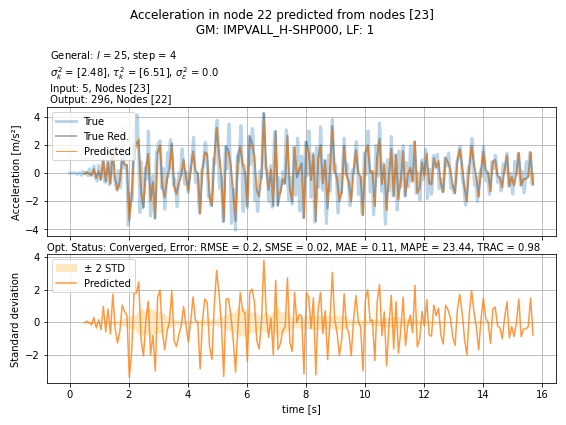 Acceleration in node 22 predicted from nodes [23]
GM: IMPVALL_H-SHP000, LF: 1
General: l = 25, step = 4
σ²ₖ = [2.48], τ²ₖ = [6.51], σ²ε = 0.0
Input: 5, Nodes [23]
Output: 296, Nodes [22]
4
2
0
−2
−4
Acceleration [m/s²]
True
True Red.
Predicted
Opt. Status: Converged, Error: RMSE = 0.2, SMSE = 0.02, MAE = 0.11, MAPE = 23.44, TRAC = 0.98
4
2
0
−2
Standard deviation
± 2 STD
Predicted
0 2 4 6 8 10 12 14 16
time [s]